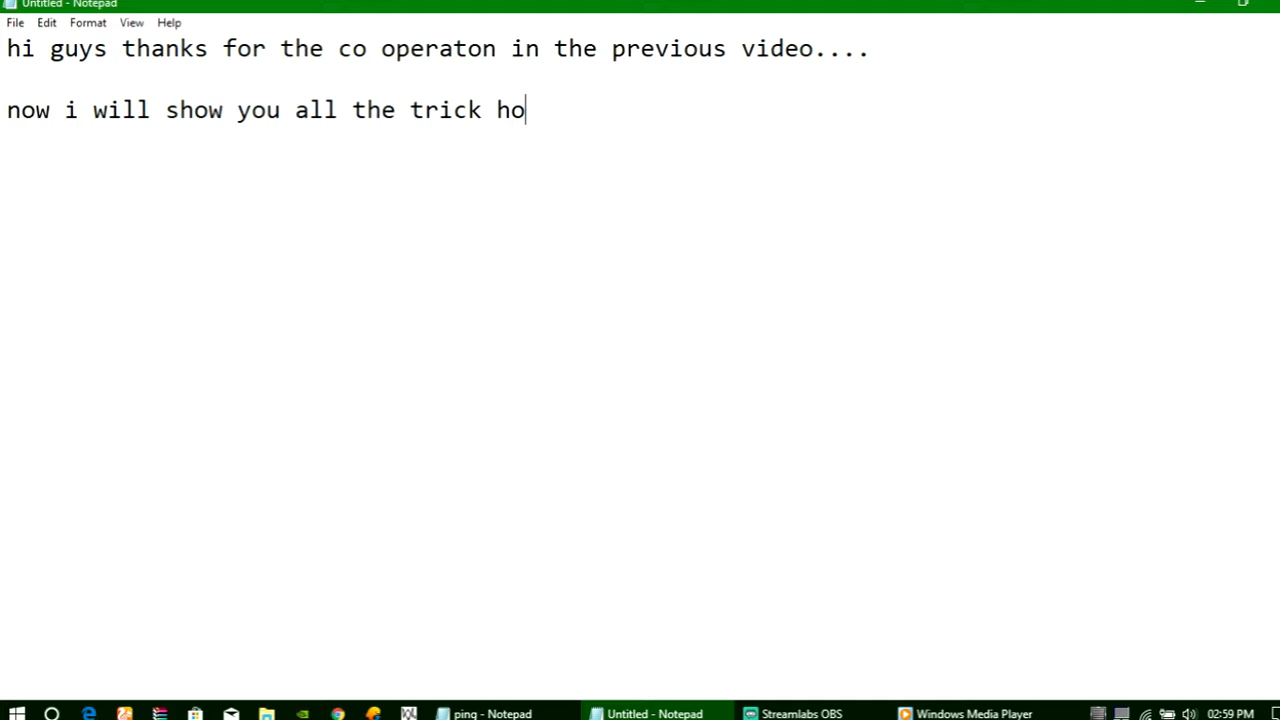 Untitled - Notepad
File Edit Format View Help
hi guys thanks for the co operaton in the previous video....
now i will show you all the trick ho
ping - Notepad Untitled - Notepad Streamlabs OBS Windows Media Player 02:59 PM